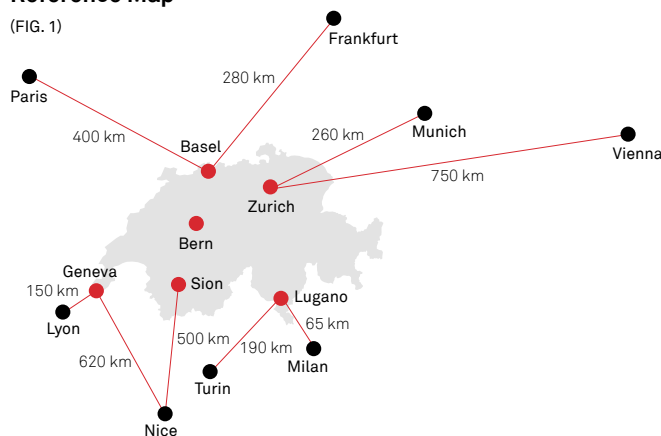 (FIG. 1)
Frankfurt
280 km
Paris
400 km
Basel
260 km
Munich
Vienna
750 km
Zurich
Bern
Geneva
Sion
Lugano
150 km
Lyon
65 km
500 km
190 km
620 km
Milan
Turin
Nice